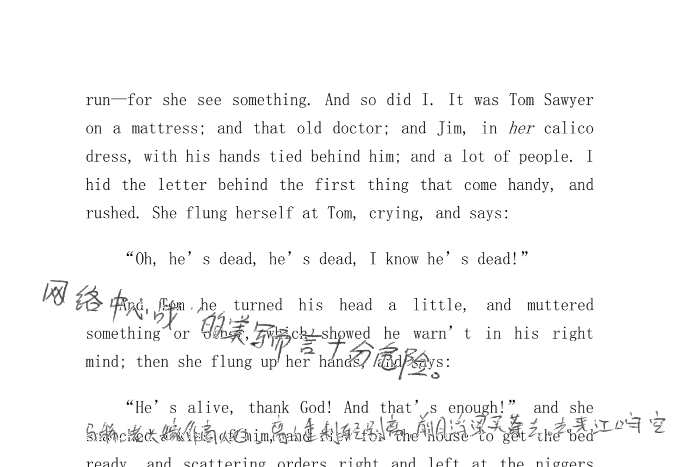 run—for she see something. And so did I. It was Tom Sawyer
on a mattress; and that old doctor; and Jim, in her calico
dress, with his hands tied behind him; and a lot of people. I
hid the letter behind the first thing that come handy, and
rushed. She flung herself at Tom, crying, and says:
“Oh, he’s dead, he’s dead, I know he’s dead!”
网络中心战的美军而言十分危险。
And Tom he turned his head a little, and muttered
something or other, which showed he warn’t in his right
mind; then she flung up her hands, and says:
“He’s alive, thank God! And that’s enough!” and she
snatched a kiss of him, and flew for the house to get the bed
ready, and scattering orders right and left at the niggers